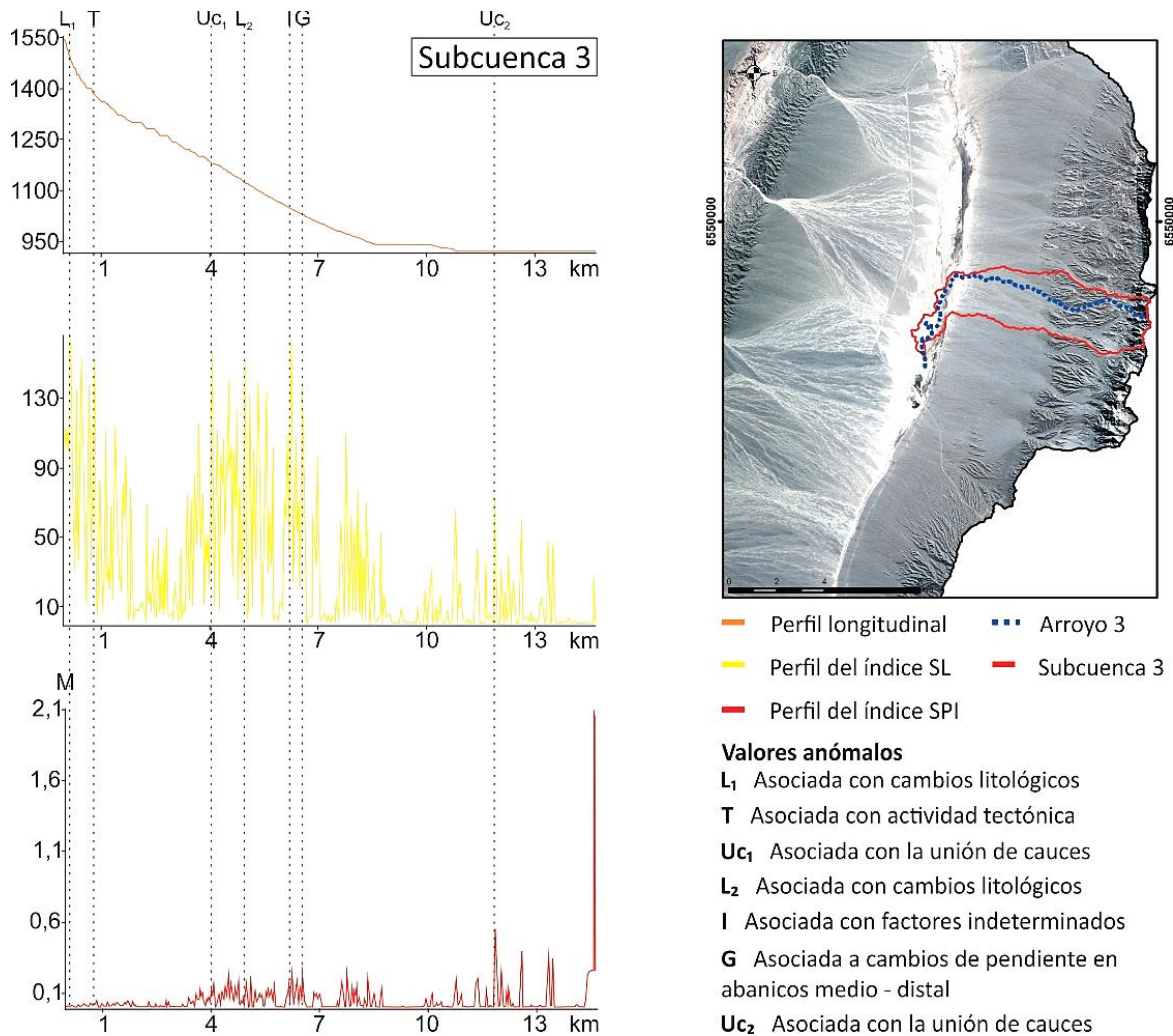 L₁ T Uc₁ L₂ I G Uc₂
Subcuenca 3
1550
1400
1250
1100
950
1 4 7 10 13 km
130
90
50
10
1 4 7 10 13 km
M
2,1
1,6
1,1
0,6
0,1
1 4 7 10 13 km
N
W E
S
6550000 6550000
0 2 4
Perfil longitudinal Arroyo 3
Perfil del índice SL Subcuenca 3
Perfil del índice SPI
Valores anómalos
L₁ Asociada con cambios litológicos
T Asociada con actividad tectónica
Uc₁ Asociada con la unión de cauces
L₂ Asociada con cambios litológicos
I Asociada con factores indeterminados
G Asociada a cambios de pendiente en
abanicos medio - distal
Uc₂ Asociada con la unión de cauces